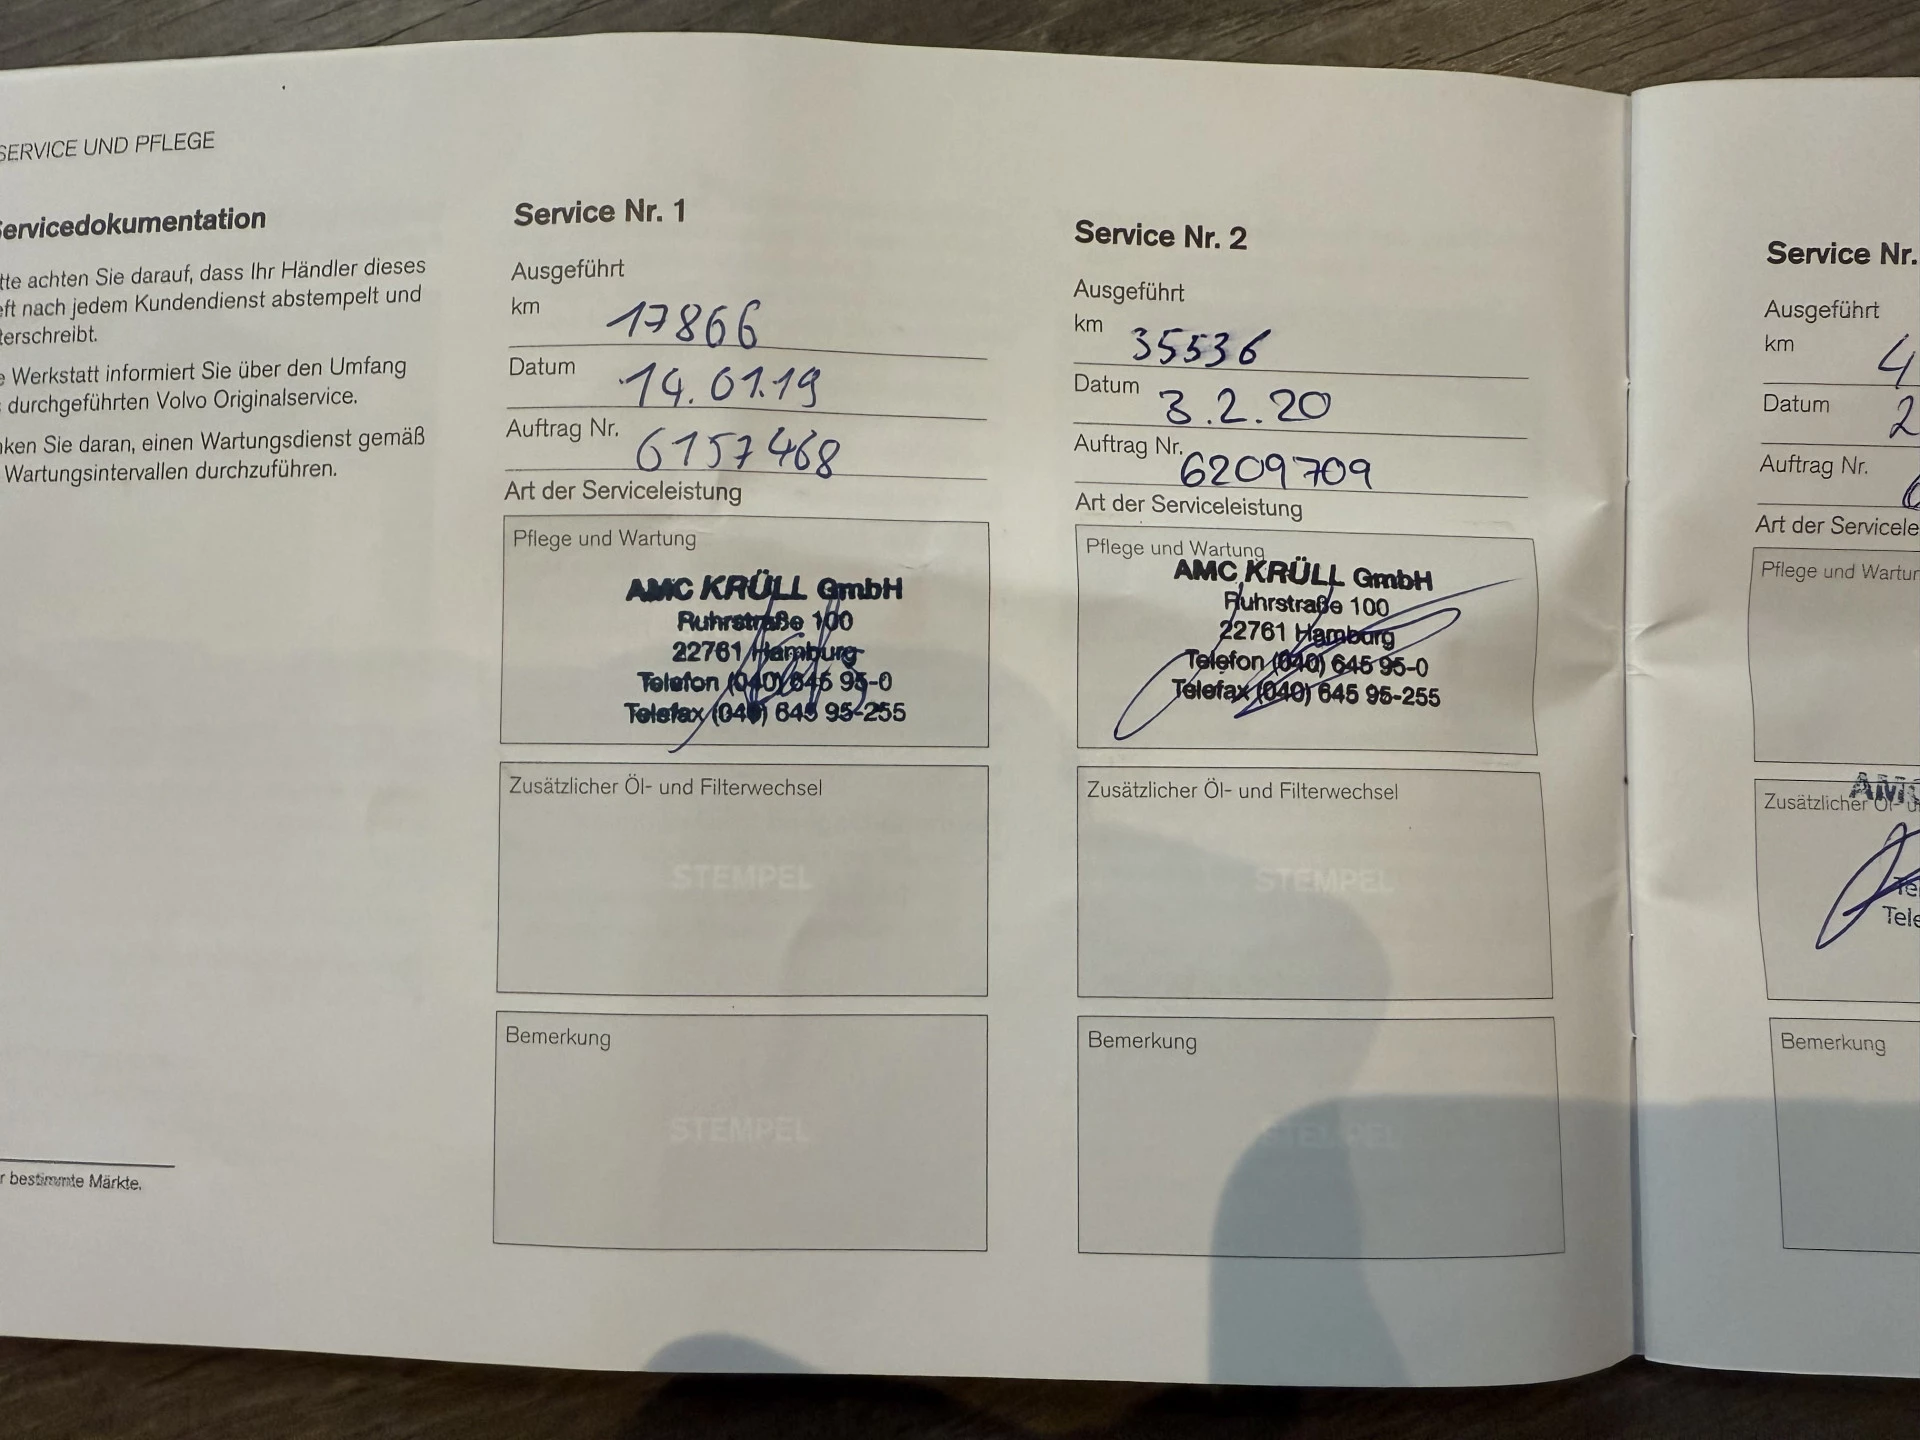 SERVICE UND PFLEGE
Servicedokumentation
achten Sie darauf, dass Ihr Händler dieses
nach jedem Kundendienst abstempelt und
Werkstatt informiert Sie über den Umfang
durchgeführten Volvo Originalservice.
Sie daran, einen Wartungsdienst gemäß
Wartungsintervallen durchzuführen.
bestimmte Märkte.
Service Nr. 1
Ausgeführt
km 17866
Datum 14.01.19
Auftrag Nr. 6157468
Art der Serviceleistung
Pflege und Wartung
AMC KRÜLL GmbH
Ruhrstraße 100
22761 Hamburg
Telefon (040) 645 95-0
Telefax (040) 645 95-255
Zusätzlicher Öl- und Filterwechsel
STEMPEL
Bemerkung
STEMPEL
Service Nr. 2
Ausgeführt
km 35536
Datum 3.2.20
Auftrag Nr. 6209709
Art der Serviceleistung
Pflege und Wartung
AMC KRÜLL GmbH
Ruhrstraße 100
22761 Hamburg
Telefon (040) 645 95-0
Telefax (040) 645 95-255
Zusätzlicher Öl- und Filterwechsel
STEMPEL
Bemerkung
STEMPEL
Service Nr.
Ausgeführt
km 4
Datum 2
Auftrag Nr.
Art der
Pflege und
AMC
Zusätzlicher Öl-
Bemerkung